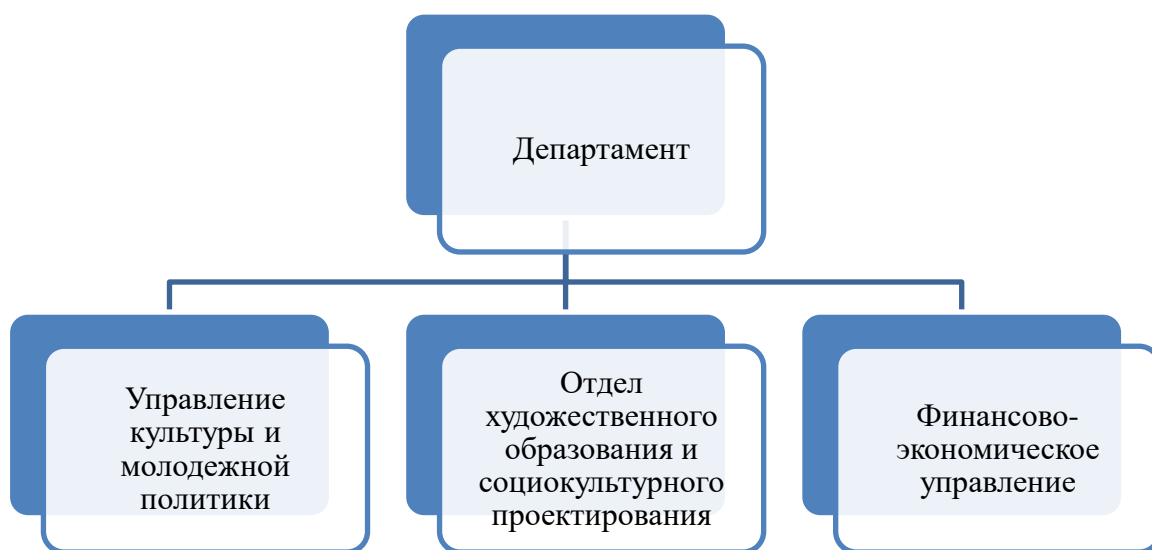 Департамент
Управление
культуры и
молодежной
политики
Отдел
художественного
образования и
социокультурного
проектирования
Финансово-
экономическое
управление